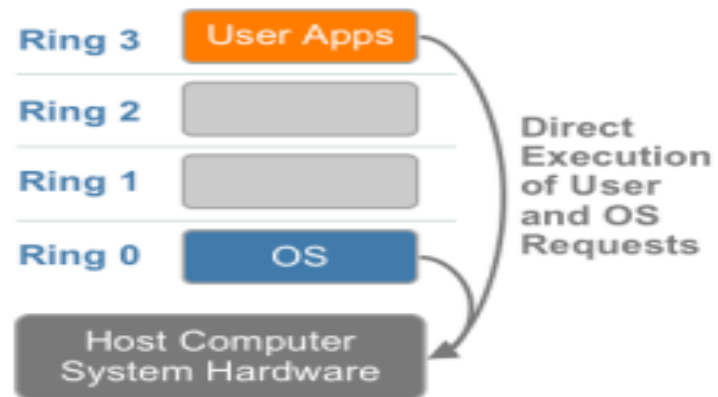 Ring 3
User Apps
Ring 2
Ring 1
Ring 0
OS
Direct
Execution
of User
and OS
Requests
Host Computer
System Hardware